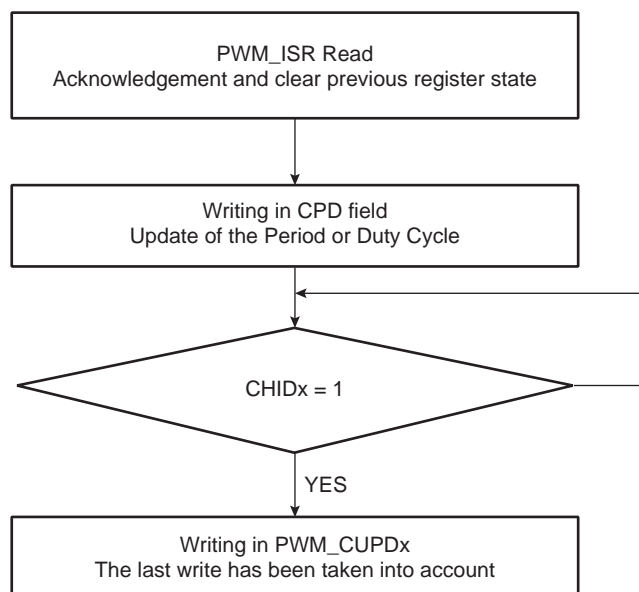 PWM_ISR Read
Acknowledgement and clear previous register state
Writing in CPD field
Update of the Period or Duty Cycle
CHIDx = 1
YES
Writing in PWM_CUPDx
The last write has been taken into account